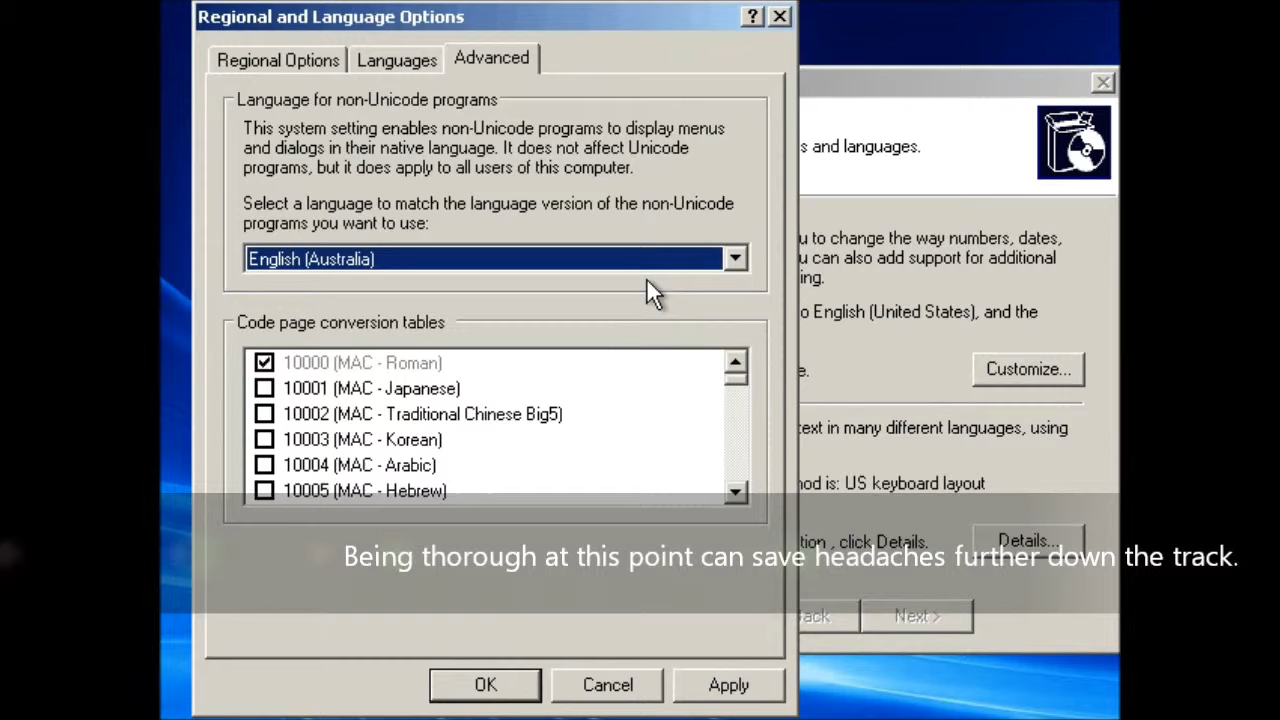 Regional and Language Options
Regional Options
Languages
Advanced
Language for non-Unicode programs
This system setting enables non-Unicode programs to display menus
and dialogs in their native language. It does not affect Unicode
programs, but it does apply to all users of this computer.
Select a language to match the language version of the non-Unicode
programs you want to use:
English (Australia)
Code page conversion tables
10000 (MAC - Roman)
10001 (MAC - Japanese)
10002 (MAC - Traditional Chinese Big5)
10003 (MAC - Korean)
10004 (MAC - Arabic)
10005 (MAC - Hebrew)
OK
Cancel
Apply
s and languages.
u to change the way numbers, dates,
u can also add support for additional
ing.
o English (United States), and the
e.
Customize...
ext in many different languages, using
od is: US keyboard layout
tion , click Details.
Details...
ack
Next >
Being thorough at this point can save headaches further down the track.